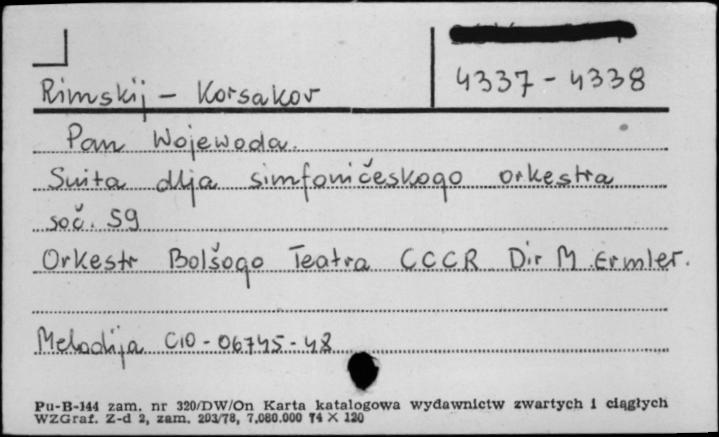 4337 - 4338
Rimskij - Korsakov
Pan Wojewoda.
Suita dlja simfoničeskogo orkestra
soč. 59
Orkestr Bolšogo Teatra CCCR Dir M. Ermler.
Melodija C10 - 06745 - 48
Pu-B-144 zam. nr 320/DW/On Karta katalogowa wydawnictw zwartych i ciągłych
WZGraf. Z-d 2, zam. 203/78, 7.080.000 74 X 120